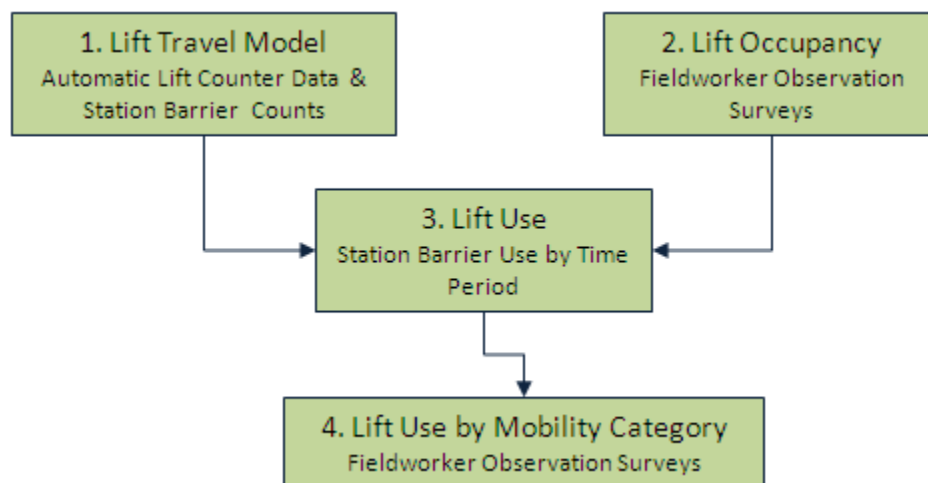 1. Lift Travel Model
Automatic Lift Counter Data &
Station Barrier Counts
2. Lift Occupancy
Fieldworker Observation
Surveys
3. Lift Use
Station Barrier Use by Time
Period
4. Lift Use by Mobility Category
Fieldworker Observation Surveys